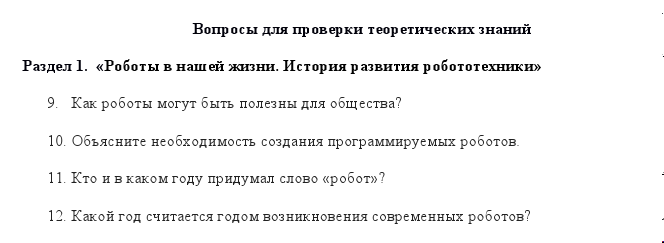 Вопросы для проверки теоретических знаний
Раздел 1. «Роботы в нашей жизни. История развития робототехники»
9. Как роботы могут быть полезны для общества?
10. Объясните необходимость создания программируемых роботов.
11. Кто и в каком году придумал слово «робот»?
12. Какой год считается годом возникновения современных роботов?